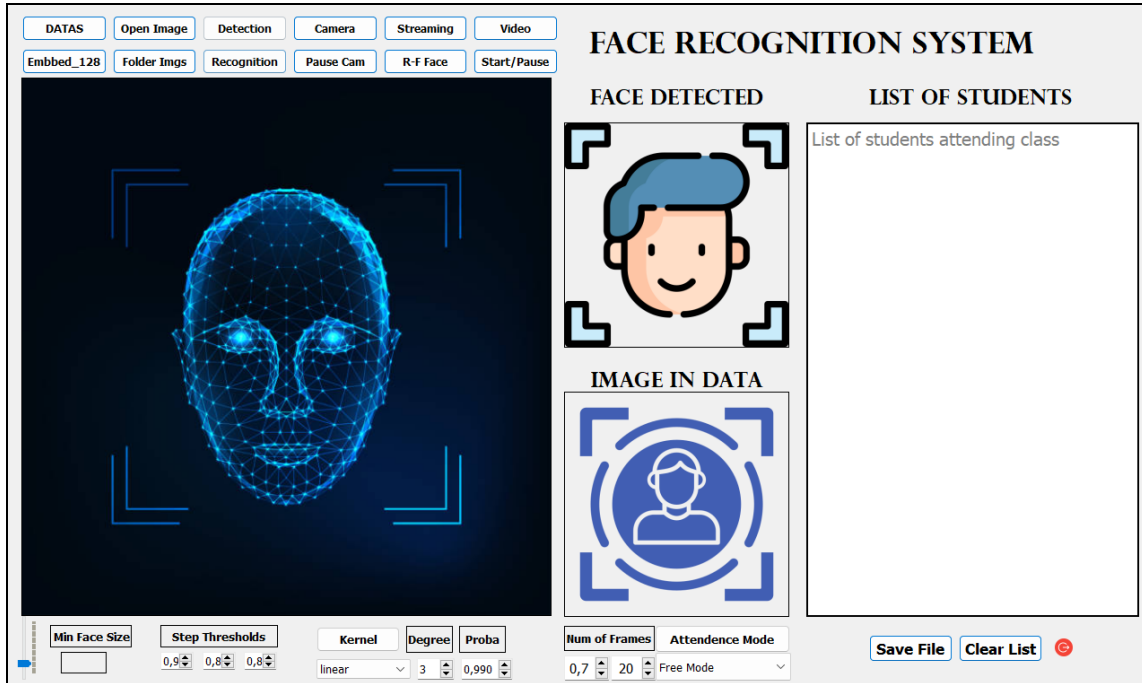 DATAS Open Image Detection Camera Streaming Video
Embbed_128 Folder Imgs Recognition Pause Cam R-F Face Start/Pause
FACE RECOGNITION SYSTEM
FACE DETECTED
LIST OF STUDENTS
List of students attending class
IMAGE IN DATA
Min Face Size
Step Thresholds
0,9 0,8 0,8
Kernel Degree Proba
linear 3 0,990
Num of Frames Attendence Mode
0,7 20 Free Mode
Save File Clear List